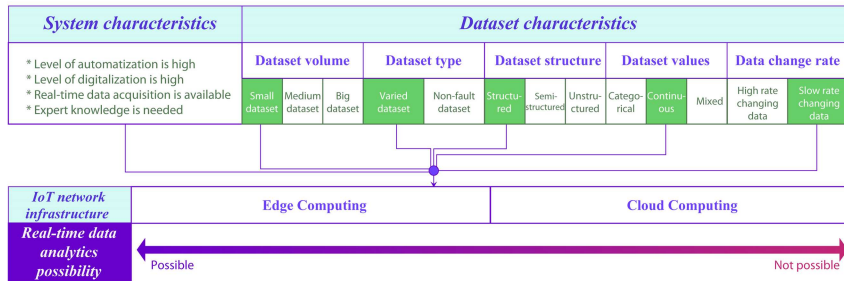 System characteristics
Dataset characteristics
* Level of automatization is high
* Level of digitalization is high
* Real-time data acquisition is available
* Expert knowledge is needed
Dataset volume
Dataset type
Dataset structure
Dataset values
Data change rate
Small
dataset
Medium
dataset
Big
dataset
Varied
dataset
Non-fault
dataset
Structu-
red
Semi-
structured
Unstru-
ctured
Catego-
rical
Continu-
ous
Mixed
High rate
changing
data
Slow rate
changing
data
IoT network
infrastructure
Edge Computing
Cloud Computing
Real-time data
analytics
possibility
Possible
Not possible